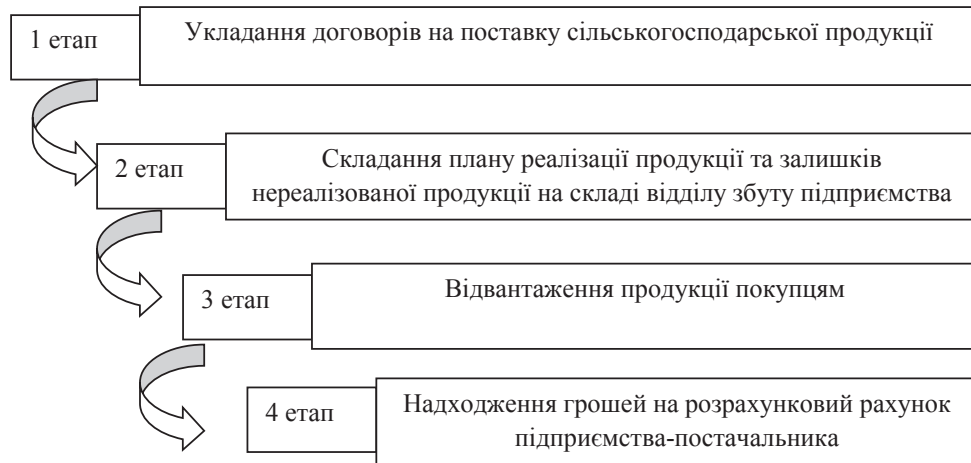 1 етап
Укладання договорів на поставку сільськогосподарської продукції
2 етап
Складання плану реалізації продукції та залишків
нереалізованої продукції на складі відділу збуту підприємства
3 етап
Відвантаження продукції покупцям
4 етап
Надходження грошей на розрахунковий рахунок
підприємства-постачальника